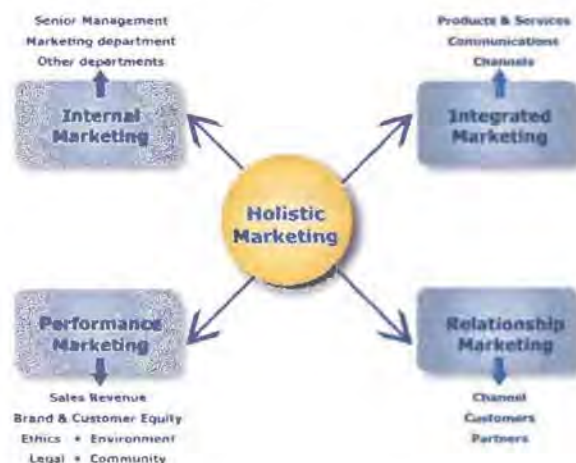 Senior Management
Marketing department
Other departments
Internal
Marketing
Products & Services
Communications
Channels
Integrated
Marketing
Holistic
Marketing
Performance
Marketing
Sales Revenue
Brand & Customer Equity
Ethics • Environment
Legal • Community
Relationship
Marketing
Channel
Customers
Partners